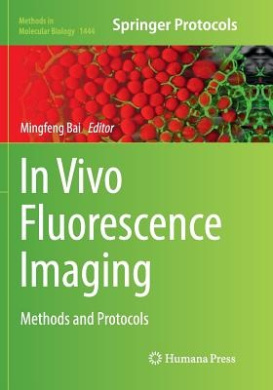 Methods in
Molecular Biology 1444
Springer Protocols
Mingfeng Bai Editor
In Vivo
Fluorescence
Imaging
Methods and Protocols
Humana Press